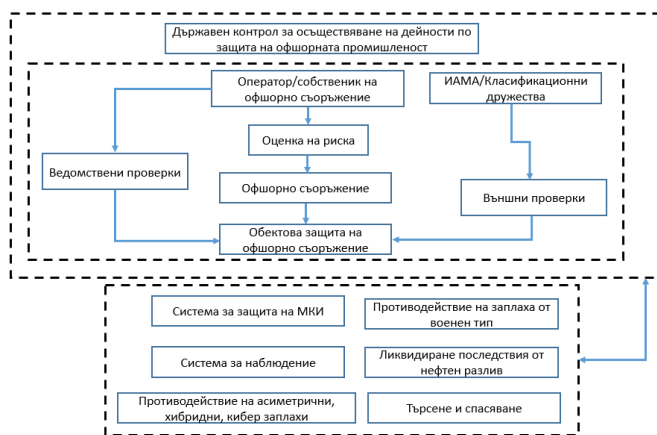 Държавен контрол за осъществяване на дейности по
защита на офшорната промишленост
Оператор/собственик на
офшорно съоръжение
ИАМА/Класификационни
дружества
Оценка на риска
Ведомствени проверки
Офшорно съоръжение
Външни проверки
Обектова защита на
офшорно съоръжение
Система за защита на МКИ
Противодействие на заплаха от
военен тип
Система за наблюдение
Ликвидиране последствия от
нефтен разлив
Противодействие на асиметрични,
хибридни, кибер заплахи
Търсене и спасяване